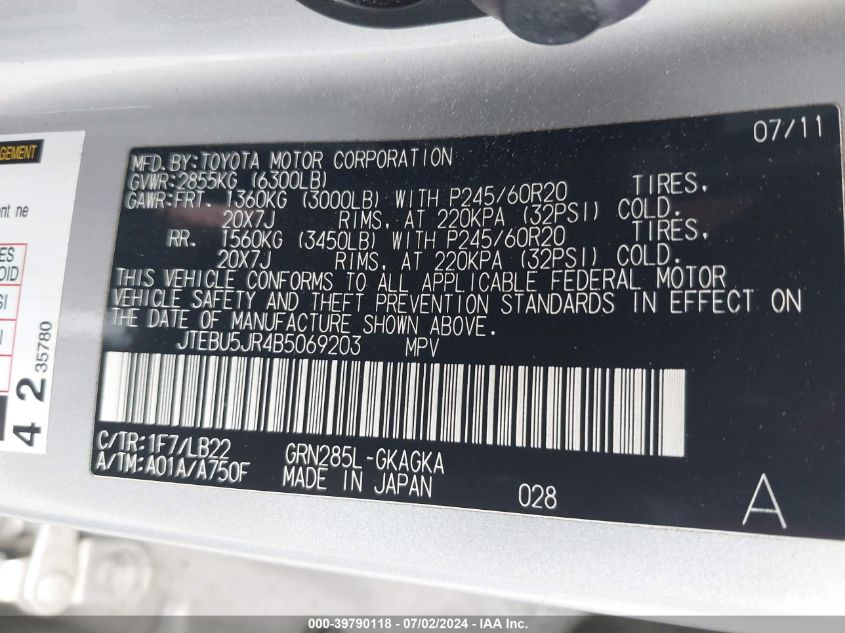 07/11
MFD. BY: TOYOTA MOTOR CORPORATION
GVWR: 2855KG (6300LB)
GAWR: FRT. 1360KG (3000LB) WITH P245/60R20 TIRES,
20X7J RIMS, AT 220KPA (32PSI) COLD.
RR. 1560KG (3450LB) WITH P245/60R20 TIRES,
20X7J RIMS, AT 220KPA (32PSI) COLD.
THIS VEHICLE CONFORMS TO ALL APPLICABLE FEDERAL MOTOR
VEHICLE SAFETY AND THEFT PREVENTION STANDARDS IN EFFECT ON
THE DATE OF MANUFACTURE SHOWN ABOVE.
JTEBU5JR4B5069203 MPV
C/TR: 1F7/LB22 GRN285L-GKAGKA
A/TM: A01A/A750F MADE IN JAPAN 028 A
42 35780
000-39790118 - 07/02/2024 - IAA Inc.